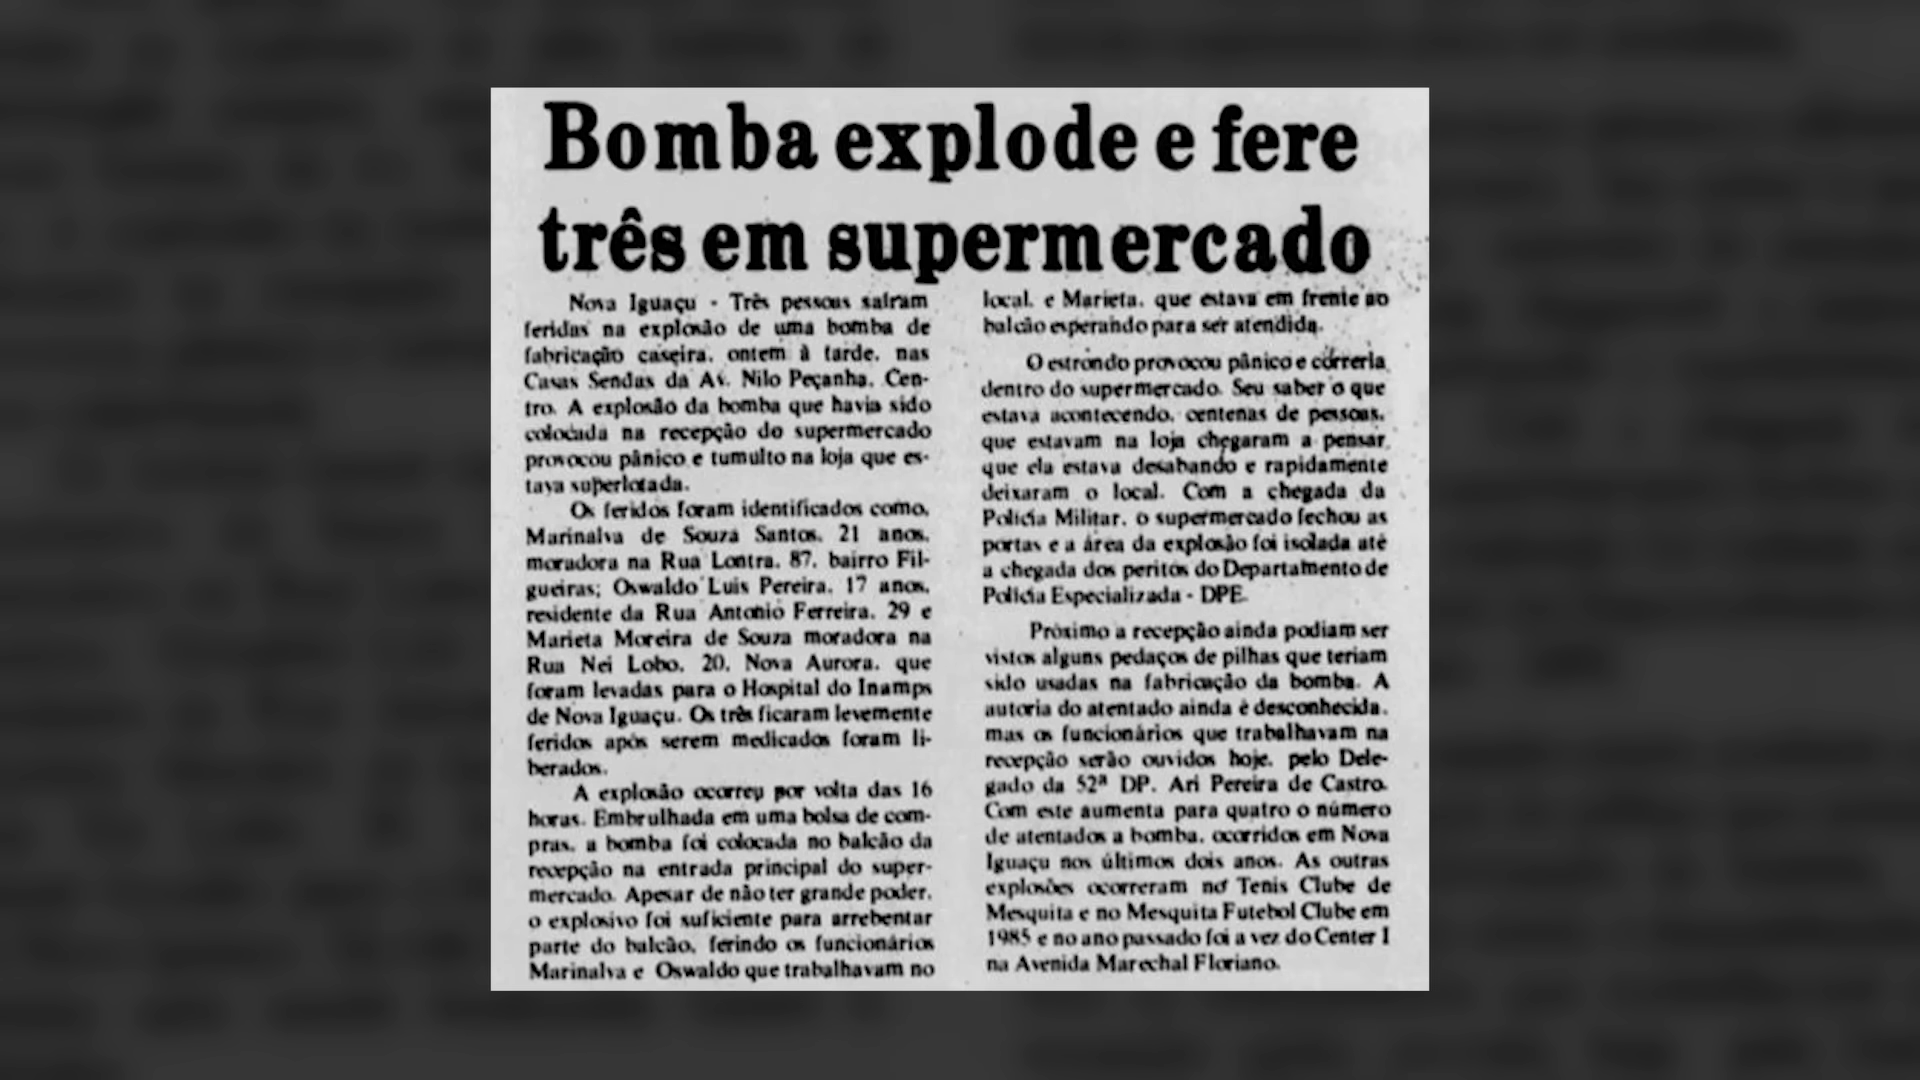 Bomba explode e fere
três em supermercado
Nova Iguaçu - Três pessoas saíram
feridas na explosão de uma bomba de
fabricação caseira, ontem à tarde, nas
Casas Sendas da Av. Nilo Peçanha, Cen-
tro. A explosão da bomba que havia sido
colocada na recepção do supermercado
provocou pânico e tumulto na loja que es-
tava superlotada.
Os feridos foram identificados como,
Marinalva de Souza Santos, 21 anos,
moradora na Rua Lontra, 87, bairro Fil-
gueiras; Oswaldo Luis Pereira, 17 anos,
residente da Rua Antonio Ferreira, 29 e
Marieta Moreira de Souza moradora na
Rua Nei Lobo, 20, Nova Aurora, que
foram levadas para o Hospital do Inamps
de Nova Iguaçu. Os três ficaram levemente
feridos após serem medicados foram li-
berados.
A explosão ocorreu por volta das 16
horas. Embrulhada em uma bolsa de com-
pras, a bomba foi colocada no balcão da
recepção na entrada principal do super-
mercado. Apesar de não ter grande poder,
o explosivo foi suficiente para arrebentar
parte do balcão, ferindo os funcionários
Marinalva e Oswaldo que trabalhavam no
local, e Marieta, que estava em frente ao
balcão esperando para ser atendida.
O estrondo provocou pânico e correria
dentro do supermercado. Seu saber o que
estava acontecendo, centenas de pessoas,
que estavam na loja chegaram a pensar
que ela estava desabando e rapidamente
deixaram o local. Com a chegada da
Polícia Militar, o supermercado fechou as
portas e a área da explosão foi isolada até
a chegada dos peritos do Departamento de
Polícia Especializada - DPE.
Próximo a recepção ainda podiam ser
vistos alguns pedaços de pilhas que teriam
sido usadas na fabricação da bomba. A
autoria do atentado ainda é desconhecida,
mas os funcionários que trabalhavam na
recepção serão ouvidos hoje, pelo Dele-
gado da 52ª DP, Ari Pereira de Castro.
Com este aumenta para quatro o número
de atentados a bomba, ocorridos em Nova
Iguaçu nos últimos dois anos. As outras
explosões ocorreram no Tenis Clube de
Mesquita e no Mesquita Futebol Clube em
1985 e no ano passado foi a vez do Center I
na Avenida Marechal Floriano.